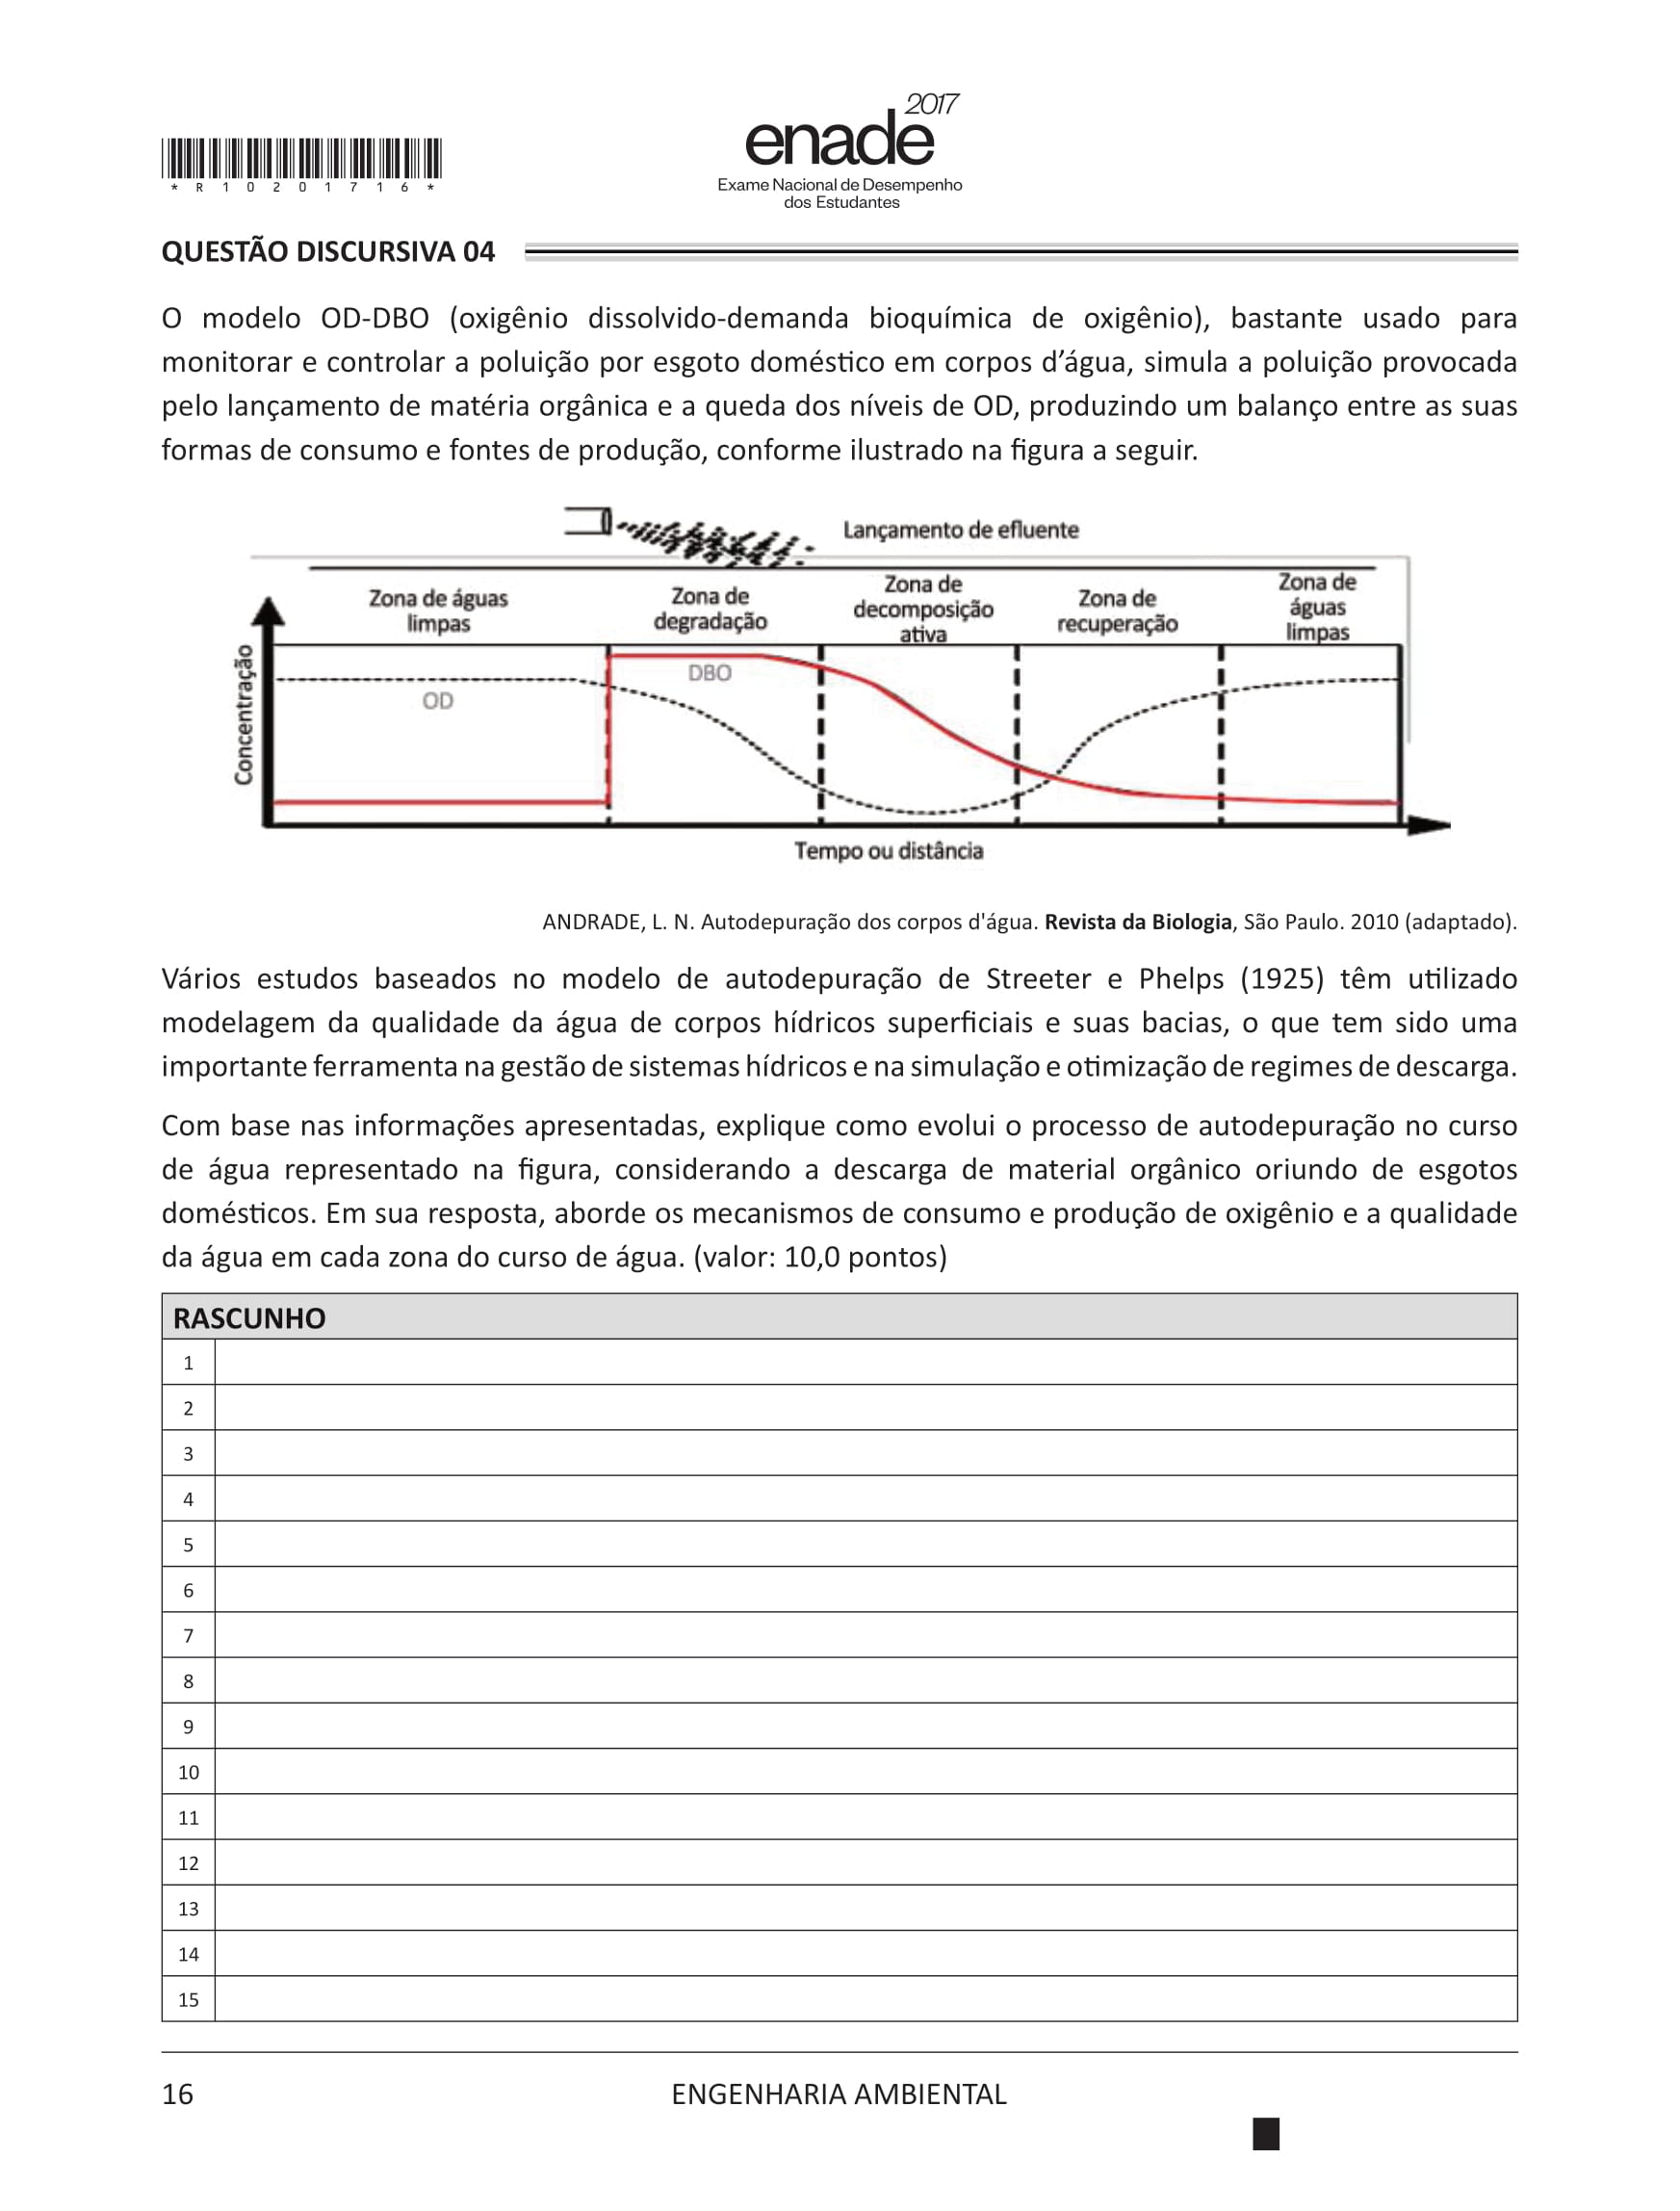 2017
enade
Exame Nacional de Desempenho
dos Estudantes
* R 1 0 2 0 1 7 1 6 *
QUESTÃO DISCURSIVA 04
O modelo OD-DBO (oxigênio dissolvido-demanda bioquímica de oxigênio), bastante usado para
monitorar e controlar a poluição por esgoto doméstico em corpos d’água, simula a poluição provocada
pelo lançamento de matéria orgânica e a queda dos níveis de OD, produzindo um balanço entre as suas
formas de consumo e fontes de produção, conforme ilustrado na figura a seguir.
Lançamento de efluente
Zona de águas
limpas
Zona de
degradação
Zona de
decomposição
ativa
Zona de
recuperação
Zona de
águas
limpas
Concentração
OD
DBO
Tempo ou distância
ANDRADE, L. N. Autodepuração dos corpos d'água. Revista da Biologia, São Paulo. 2010 (adaptado).
Vários estudos baseados no modelo de autodepuração de Streeter e Phelps (1925) têm utilizado
modelagem da qualidade da água de corpos hídricos superficiais e suas bacias, o que tem sido uma
importante ferramenta na gestão de sistemas hídricos e na simulação e otimização de regimes de descarga.
Com base nas informações apresentadas, explique como evolui o processo de autodepuração no curso
de água representado na figura, considerando a descarga de material orgânico oriundo de esgotos
domésticos. Em sua resposta, aborde os mecanismos de consumo e produção de oxigênio e a qualidade
da água em cada zona do curso de água. (valor: 10,0 pontos)
RASCUNHO
1
2
3
4
5
6
7
8
9
10
11
12
13
14
15
16
ENGENHARIA AMBIENTAL